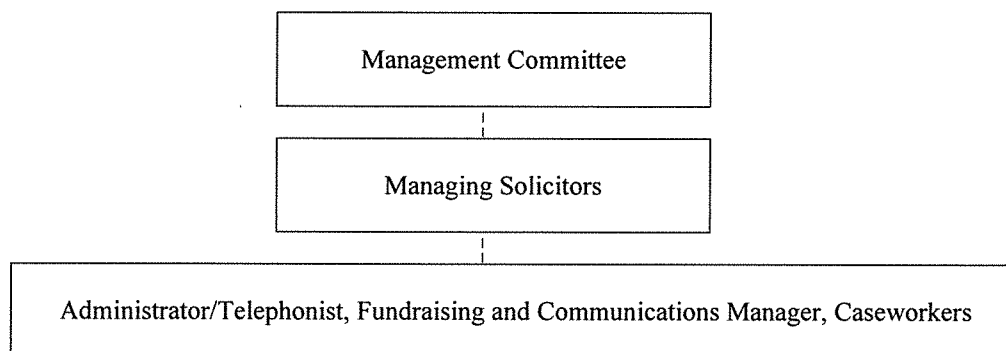 Management Committee
Managing Solicitors
Administrator/Telephonist, Fundraising and Communications Manager, Caseworkers